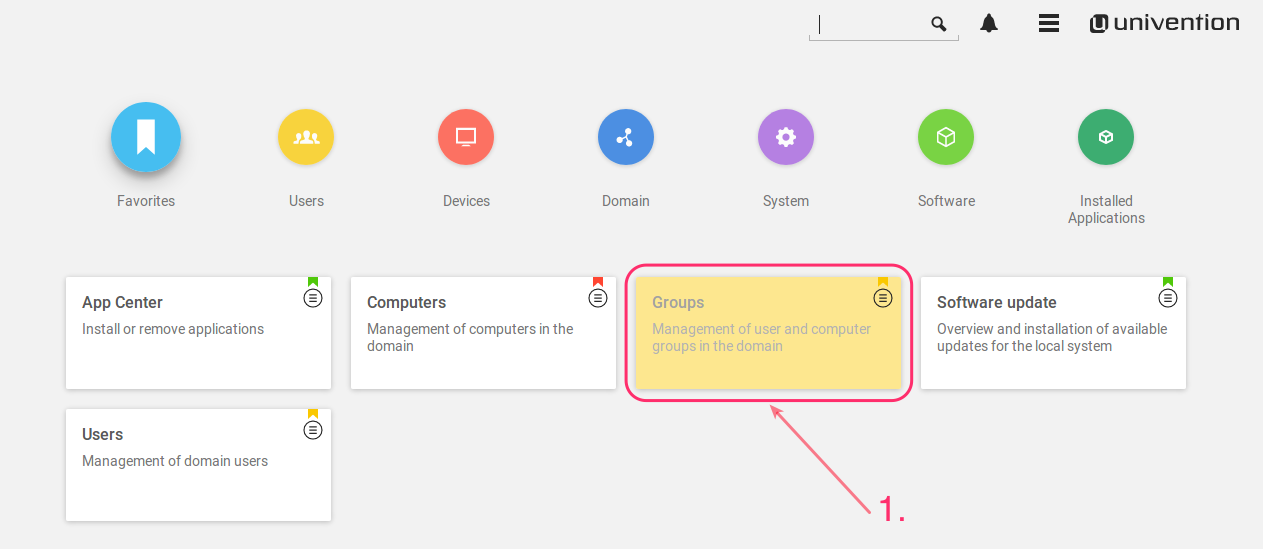 univention
Favorites
Users
Devices
Domain
System
Software
Installed
Applications
App Center
Install or remove applications
Computers
Management of computers in the
domain
Groups
Management of user and computer
groups in the domain
Software update
Overview and installation of available
updates for the local system
Users
Management of domain users
1.